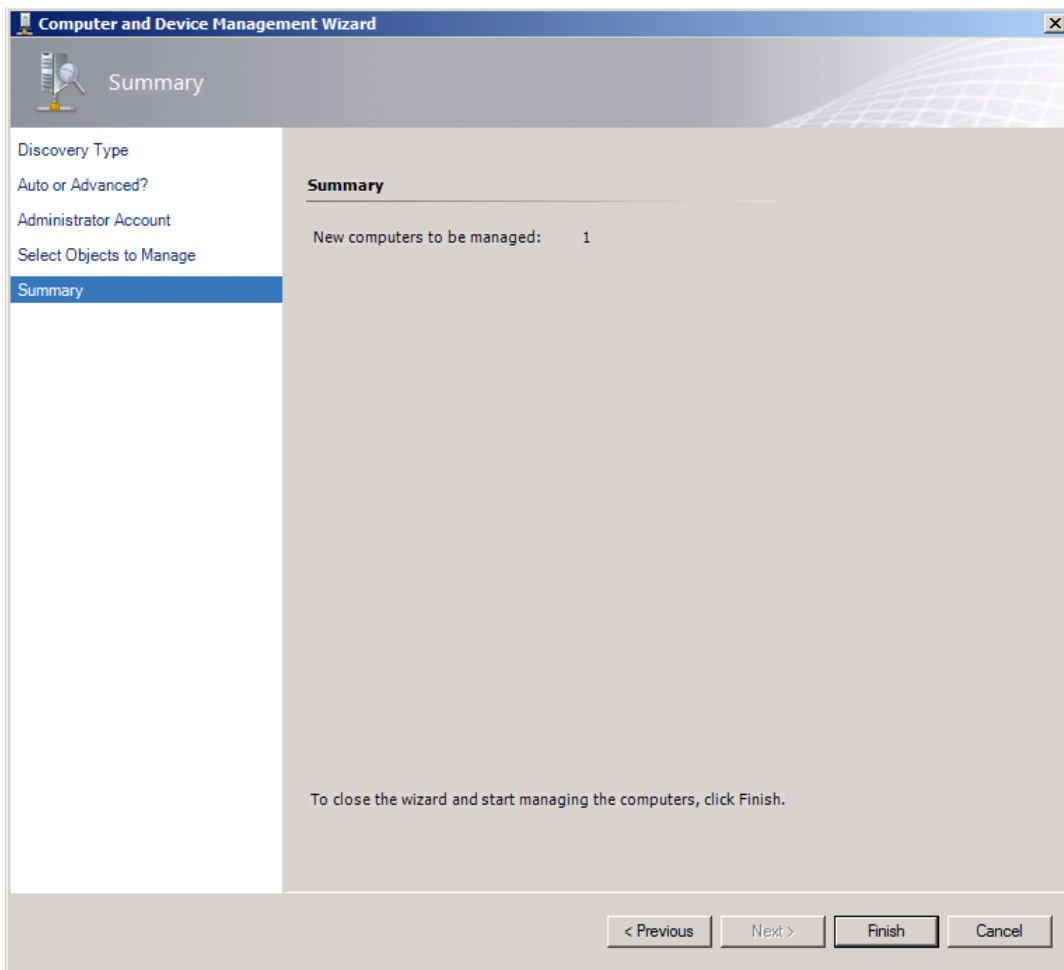 Computer and Device Management Wizard
Summary
Discovery Type
Auto or Advanced?
Administrator Account
Select Objects to Manage
Summary
Summary
New computers to be managed: 1
To close the wizard and start managing the computers, click Finish.
< Previous
Next >
Finish
Cancel